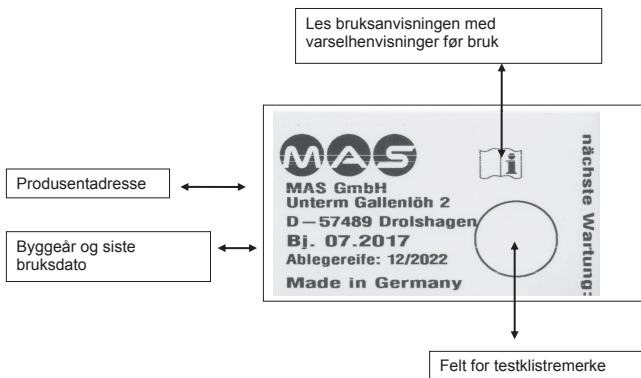 Les bruksanvisningen med
varselhenvisninger før bruk
MAS
MAS GmbH
Unterm Gallenlöh 2
D—57489 Drolshagen
Bj. 07.2017
Ablegereife: 12/2022
Made in Germany
i
nächste Wartung:
Produsentadresse
Byggeår og siste
bruksdato
Felt for testklistremerke